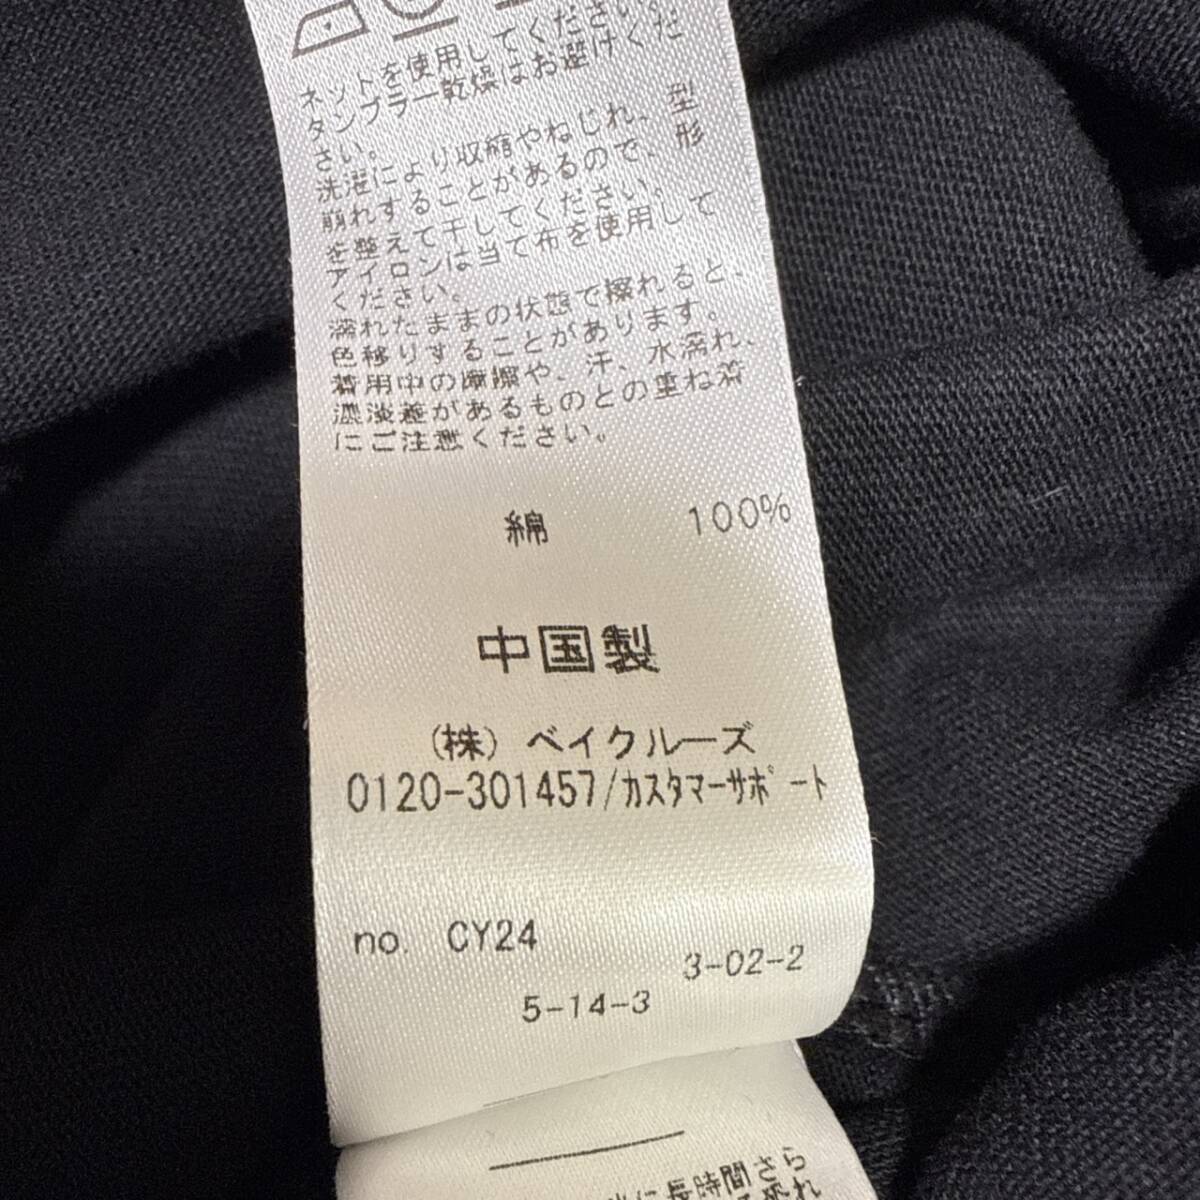 ネットを使用してください。
タンブラー乾燥はお避けくだ
さい。
洗濯により収縮やねじれ、型
崩れすることがあるので、形
を整えて干してください。
アイロンは当て布を使用して
ください。
濡れたままの状態で擦れると、
色移りすることがあります。
着用中の摩擦や、汗、水濡れ、
濃淡差があるものとの重ね着
にご注意ください。
綿 100%
中国製
(株) ベイクルーズ
0120-301457/カスタマーサポート
no. CY24
3-02-2
5-14-3
に長時間さら